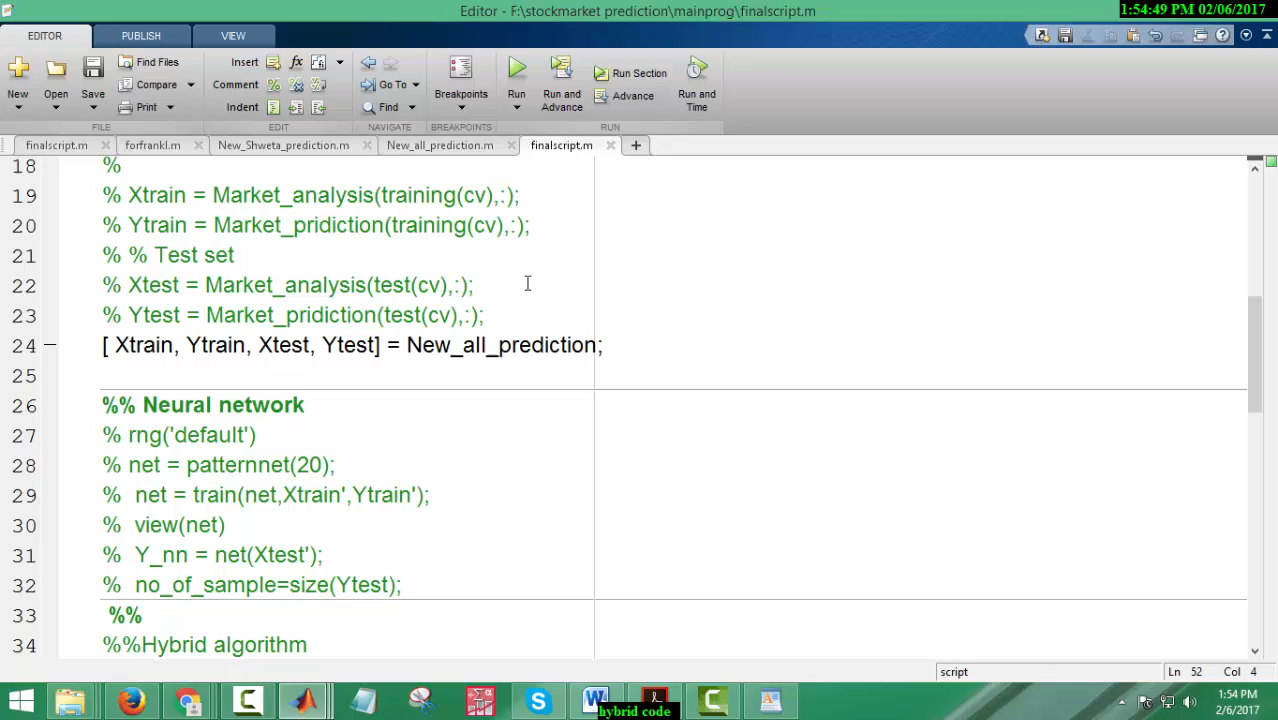 Editor - F:\stockmarket prediction\mainprog\finalscript.m
1:54:49 PM 02/06/2017
EDITOR PUBLISH VIEW
New Open Save
Find Files
Compare
Print
FILE
Insert
Comment
Indent
fx
EDIT
Go To
Find
NAVIGATE
Breakpoints
BREAKPOINTS
Run
Run and Advance
Run Section
Advance
Run and Time
RUN
finalscript.m forfrankl.m New_Shweta_prediction.m New_all_prediction.m finalscript.m
18 %
19 % Xtrain = Market_analysis(training(cv),:);
20 % Ytrain = Market_pridiction(training(cv),:);
21 % % Test set
22 % Xtest = Market_analysis(test(cv),:);
23 % Ytest = Market_pridiction(test(cv),:);
24 [ Xtrain, Ytrain, Xtest, Ytest] = New_all_prediction;
25
26 %% Neural network
27 % rng('default')
28 % net = patternnet(20);
29 % net = train(net,Xtrain',Ytrain');
30 % view(net)
31 % Y_nn = net(Xtest');
32 % no_of_sample=size(Ytest);
33 %%
34 %%Hybrid algorithm
script Ln 52 Col 4
hybrid code
1:54 PM
2/6/2017